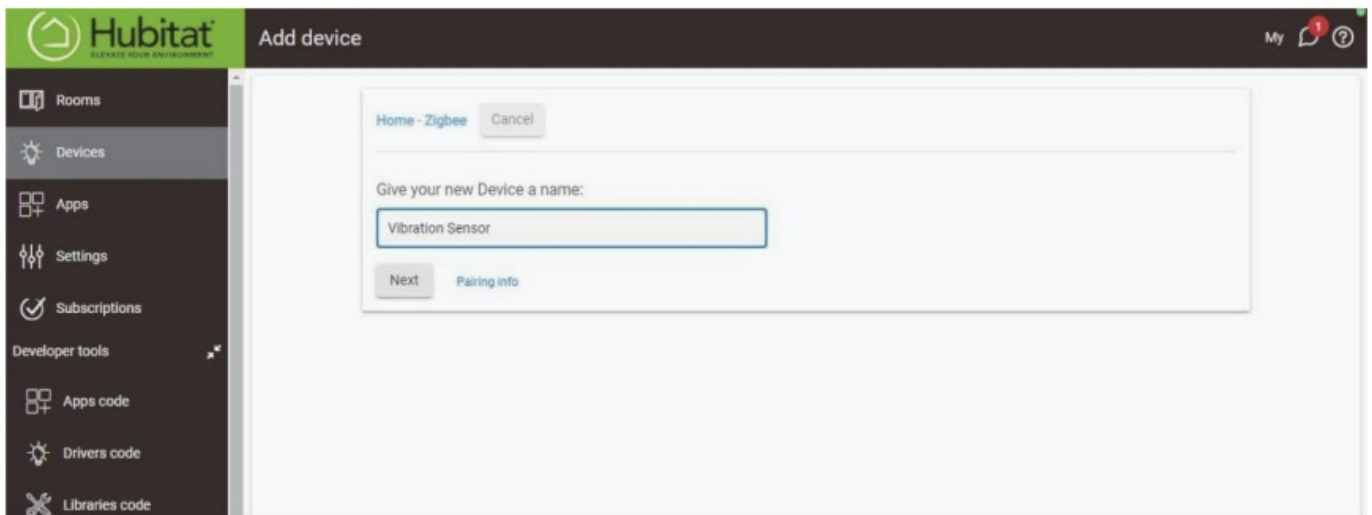 Hubitat
ELEVATE YOUR ENVIRONMENT
Add device
My
1
?
Rooms
Devices
Apps
Settings
Subscriptions
Developer tools
Apps code
Drivers code
Libraries code
Home - Zigbee
Cancel
Give your new Device a name:
Vibration Sensor
Next
Pairing info